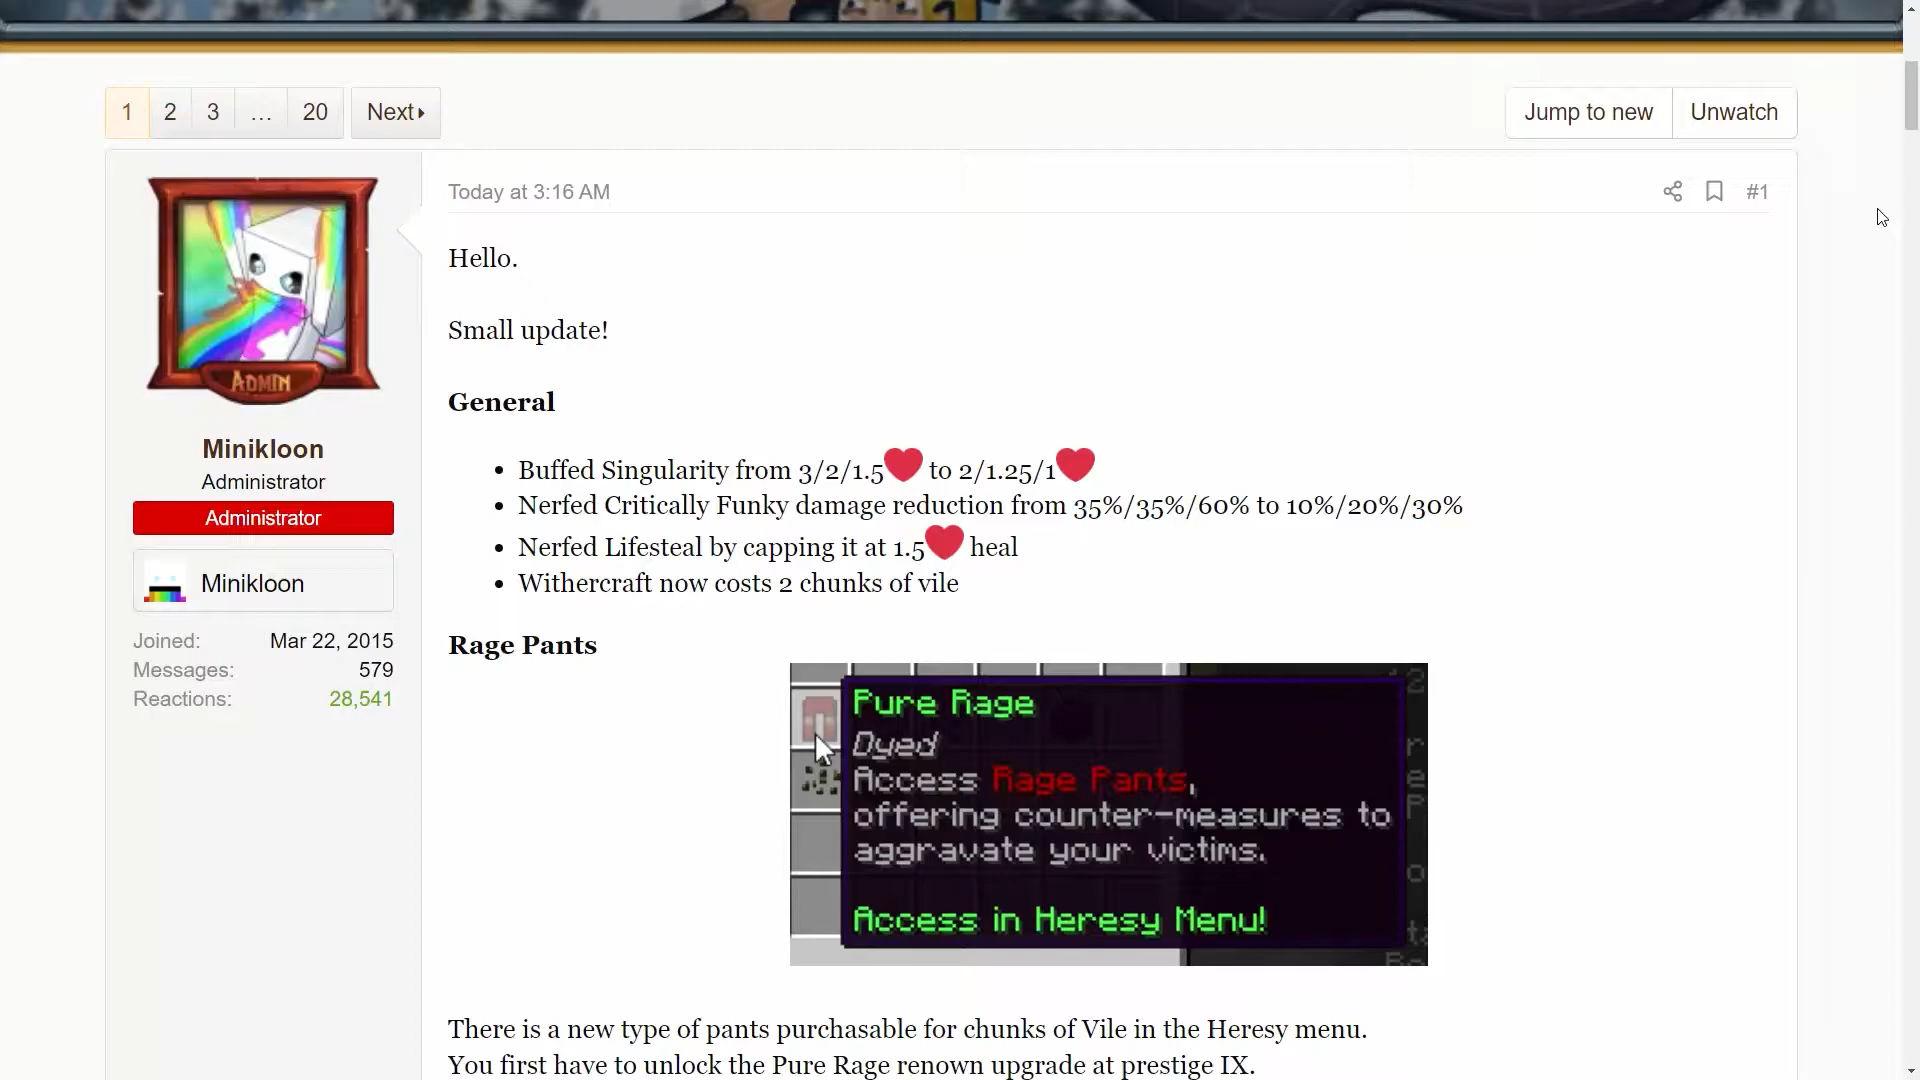 1 2 3 ... 20 Next
Jump to new Unwatch
Today at 3:16 AM
#1
ADMIN
Minikloon
Administrator
Administrator
Minikloon
Joined: Mar 22, 2015
Messages: 579
Reactions: 28,541
Hello.
Small update!
General
Buffed Singularity from 3/2/1.5❤ to 2/1.25/1❤
Nerfed Critically Funky damage reduction from 35%/35%/60% to 10%/20%/30%
Nerfed Lifesteal by capping it at 1.5❤ heal
Withercraft now costs 2 chunks of vile
Rage Pants
Pure Rage
Dyed
Access Rage Pants,
offering counter-measures to
aggravate your victims.
Access in Heresy Menu!
There is a new type of pants purchasable for chunks of Vile in the Heresy menu.
You first have to unlock the Pure Rage renown upgrade at prestige IX.